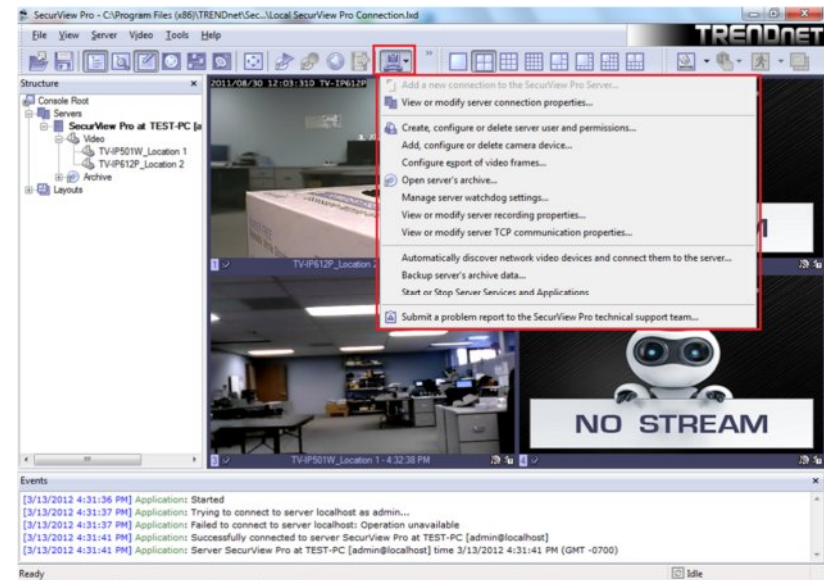 SecurView Pro - C:\Program Files (x86)\TRENDnet\Sec...\Local SecurView Pro Connection.lxd
File View Server Video Tools Help
TRENDNET
Structure
Console Root
Servers
SecurView Pro at TEST-PC [a
Video
TV-IP501W_Location 1
TV-IP612P_Location 2
Archive
Layouts
2011/08/30 12:03:310 TV-IP612P
Add a new connection to the SecurView Pro Server...
View or modify server connection properties...
Create, configure or delete server user and permissions...
Add, configure or delete camera device...
Configure export of video frames...
Open server's archive...
Manage server watchdog settings...
View or modify server recording properties...
View or modify server TCP communication properties...
Automatically discover network video devices and connect them to the server...
Backup server's archive data...
Start or Stop Server Services and Applications
Submit a problem report to the SecurView Pro technical support team...
1 TV-IP612P_Location 2
NO STREAM
3 TV-IP501W_Location 1 - 4:32:38 PM
4
Events
[3/13/2012 4:31:36 PM] Application: Started
[3/13/2012 4:31:37 PM] Application: Trying to connect to server localhost as admin...
[3/13/2012 4:31:37 PM] Application: Failed to connect to server localhost: Operation unavailable
[3/13/2012 4:31:41 PM] Application: Successfully connected to server SecurView Pro at TEST-PC [admin@localhost]
[3/13/2012 4:31:41 PM] Application: Server SecurView Pro at TEST-PC [admin@localhost] time 3/13/2012 4:31:41 PM (GMT -0700)
Ready
Idle